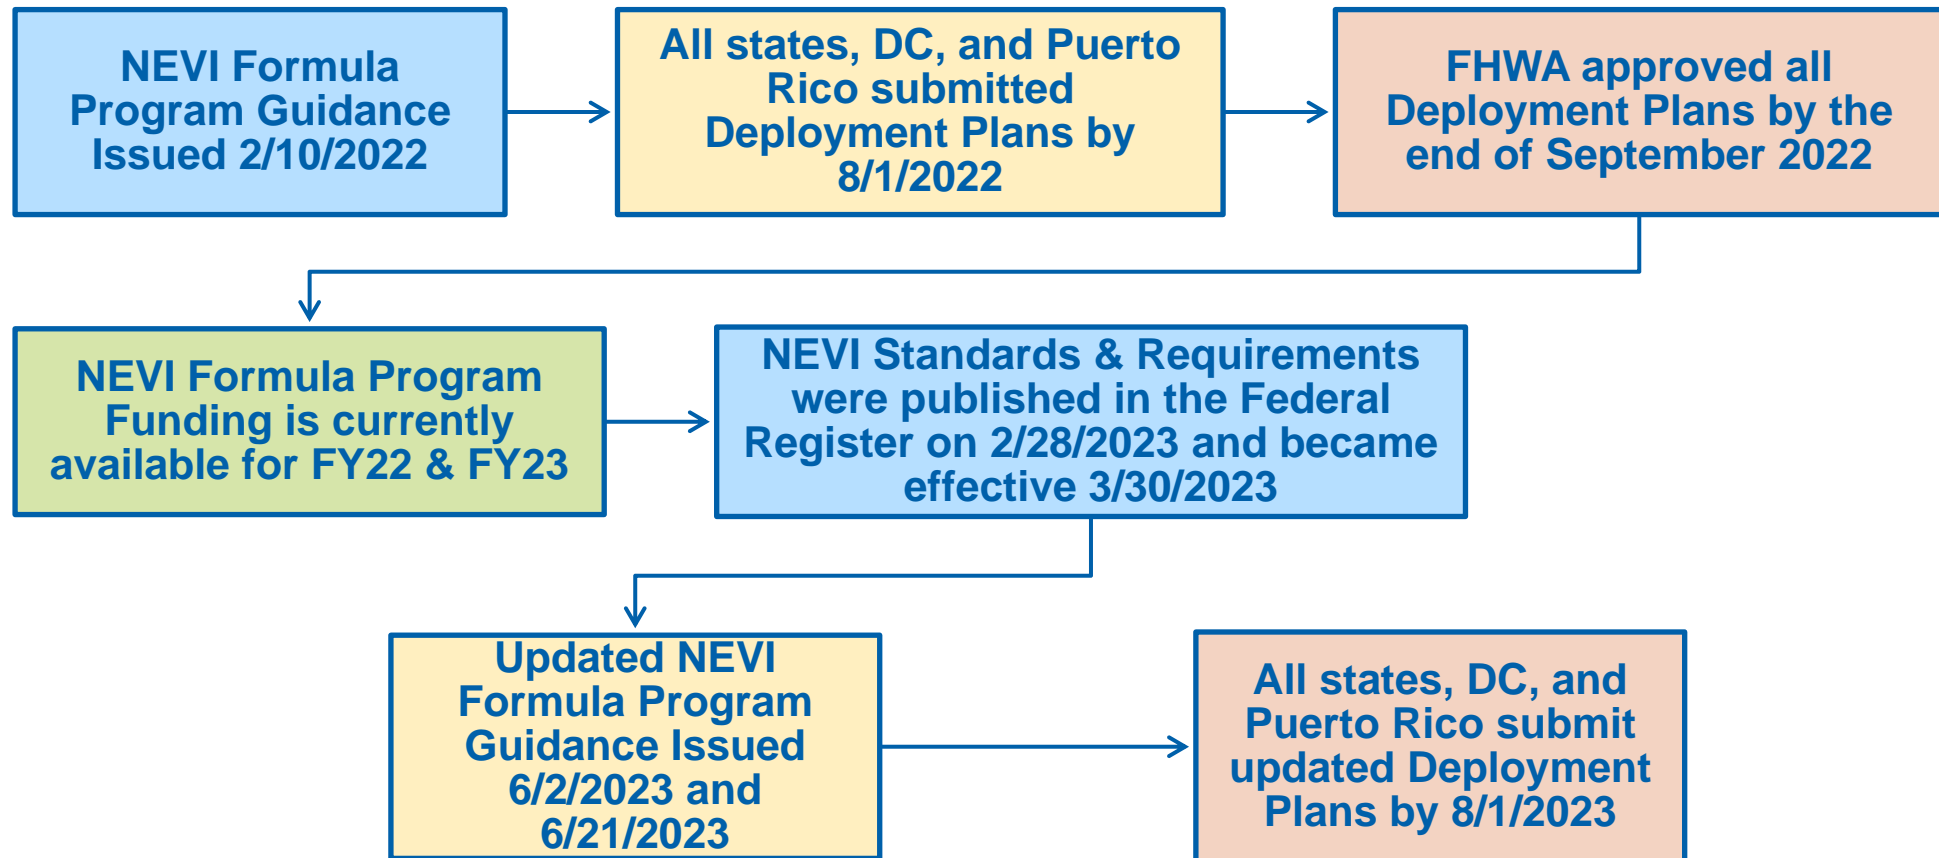 NEVI Formula
Program Guidance
Issued 2/10/2022
All states, DC, and Puerto
Rico submitted
Deployment Plans by
8/1/2022
FHWA approved all
Deployment Plans by the
end of September 2022
NEVI Formula Program
Funding is currently
available for FY22 & FY23
NEVI Standards & Requirements
were published in the Federal
Register on 2/28/2023 and became
effective 3/30/2023
Updated NEVI
Formula Program
Guidance Issued
6/2/2023 and
6/21/2023
All states, DC, and
Puerto Rico submit
updated Deployment
Plans by 8/1/2023